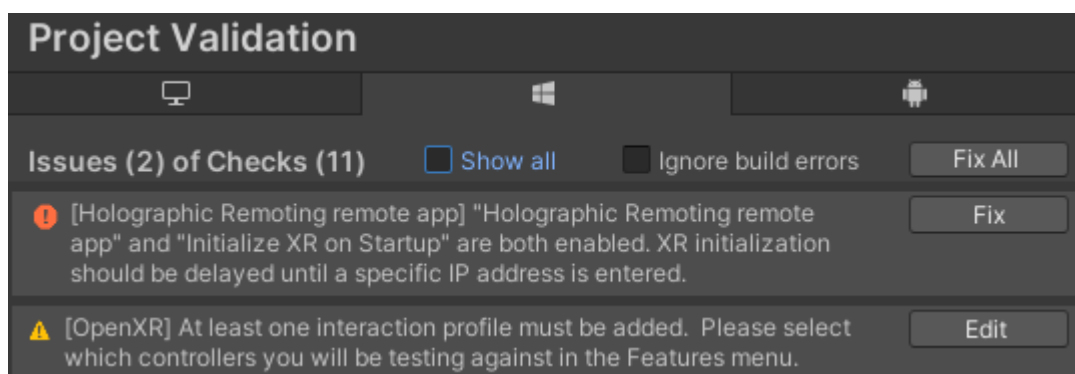 Project Validation
Issues (2) of Checks (11) Show all Ignore build errors Fix All
[Holographic Remoting remote app] "Holographic Remoting remote
app" and "Initialize XR on Startup" are both enabled. XR initialization
should be delayed until a specific IP address is entered.
Fix
[OpenXR] At least one interaction profile must be added.  Please select
which controllers you will be testing against in the Features menu.
Edit